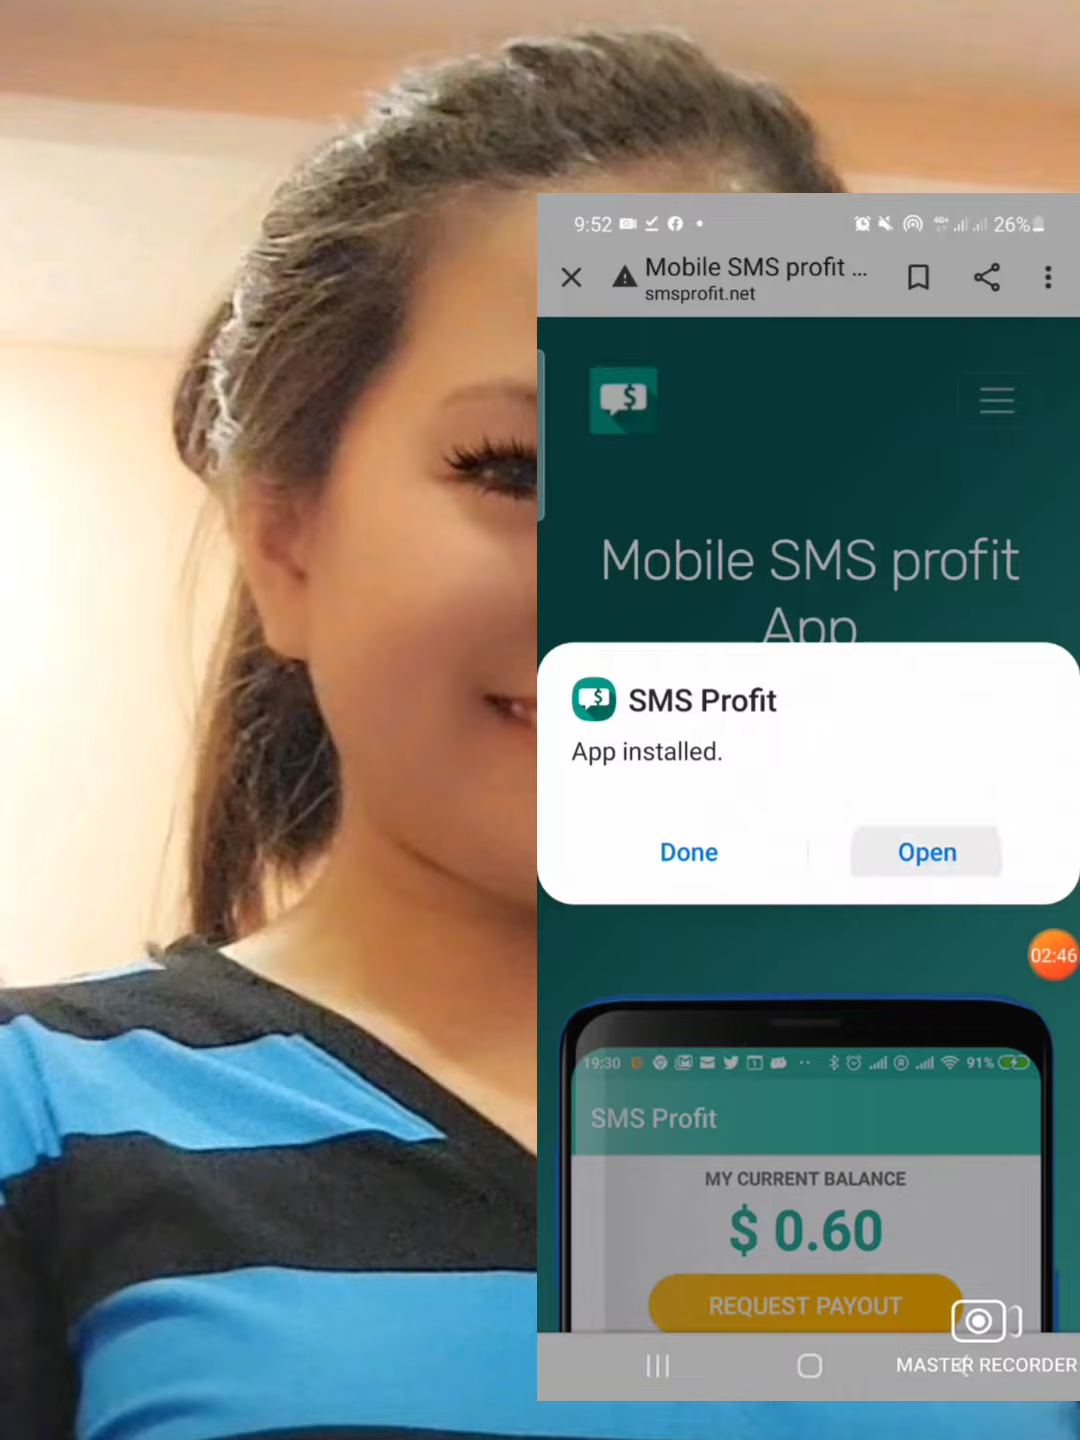 9:52 26%
Mobile SMS profit ...
smsprofit.net
Mobile SMS profit
App
SMS Profit
App installed.
Done Open
02:46
19:30 91%
SMS Profit
MY CURRENT BALANCE
$ 0.60
REQUEST PAYOUT
MASTER RECORDER